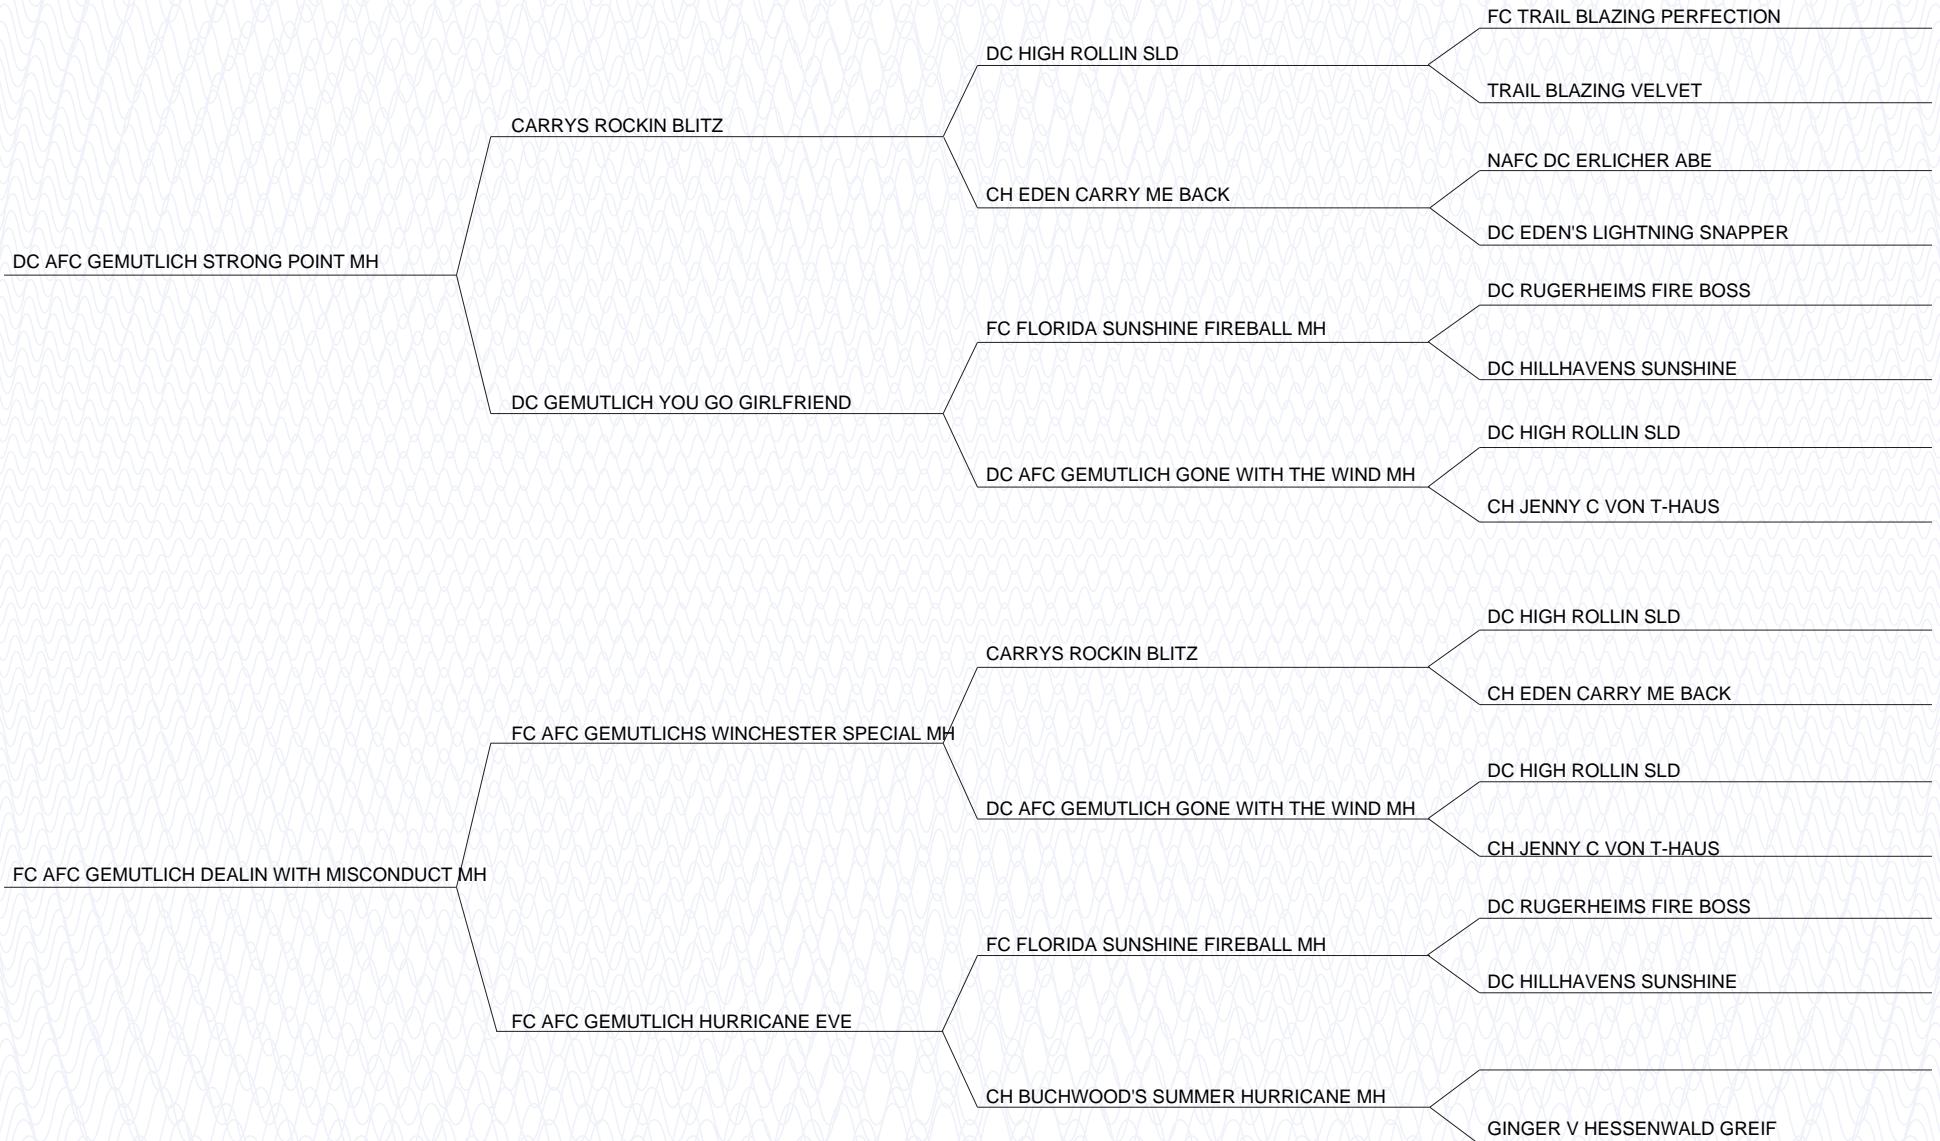 FC TRAIL BLAZING PERFECTION
DC HIGH ROLLIN SLD
TRAIL BLAZING VELVET
CARRYS ROCKIN BLITZ
NAFC DC ERLICHER ABE
CH EDEN CARRY ME BACK
DC EDEN'S LIGHTNING SNAPPER
DC AFC GEMUTLICH STRONG POINT MH
DC RUGERHEIMS FIRE BOSS
FC FLORIDA SUNSHINE FIREBALL MH
DC HILLHAVENS SUNSHINE
DC GEMUTLICH YOU GO GIRLFRIEND
DC HIGH ROLLIN SLD
DC AFC GEMUTLICH GONE WITH THE WIND MH
CH JENNY C VON T-HAUS
DC HIGH ROLLIN SLD
CARRYS ROCKIN BLITZ
CH EDEN CARRY ME BACK
FC AFC GEMUTLICHS WINCHESTER SPECIAL MH
DC HIGH ROLLIN SLD
DC AFC GEMUTLICH GONE WITH THE WIND MH
CH JENNY C VON T-HAUS
FC AFC GEMUTLICH DEALIN WITH MISCONDUCT MH
DC RUGERHEIMS FIRE BOSS
FC FLORIDA SUNSHINE FIREBALL MH
DC HILLHAVENS SUNSHINE
FC AFC GEMUTLICH HURRICANE EVE
CH BUCHWOOD'S SUMMER HURRICANE MH
GINGER V HESSENWALD GREIF